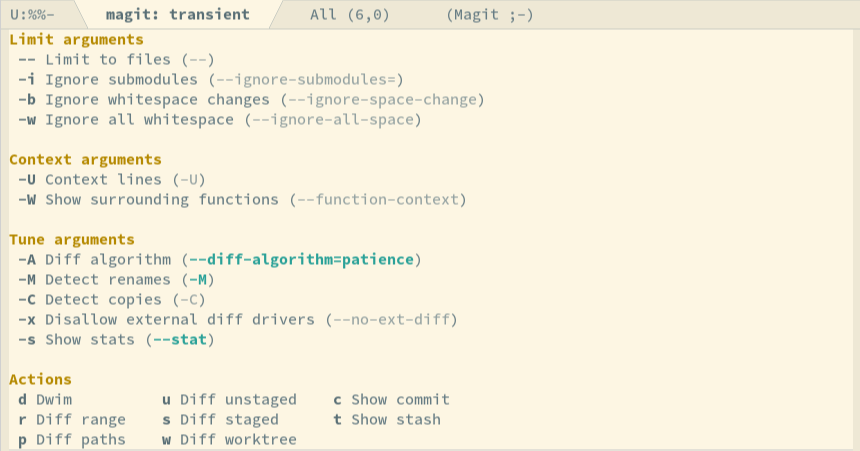 U:%%- magit: transient All (6,0) (Magit ;-)
Limit arguments
-- Limit to files (--)
-i Ignore submodules (--ignore-submodules=)
-b Ignore whitespace changes (--ignore-space-change)
-w Ignore all whitespace (--ignore-all-space)
Context arguments
-U Context lines (-U)
-W Show surrounding functions (--function-context)
Tune arguments
-A Diff algorithm (--diff-algorithm=patience)
-M Detect renames (-M)
-C Detect copies (-C)
-x Disallow external diff drivers (--no-ext-diff)
-s Show stats (--stat)
Actions
d Dwim u Diff unstaged c Show commit
r Diff range s Diff staged t Show stash
p Diff paths w Diff worktree